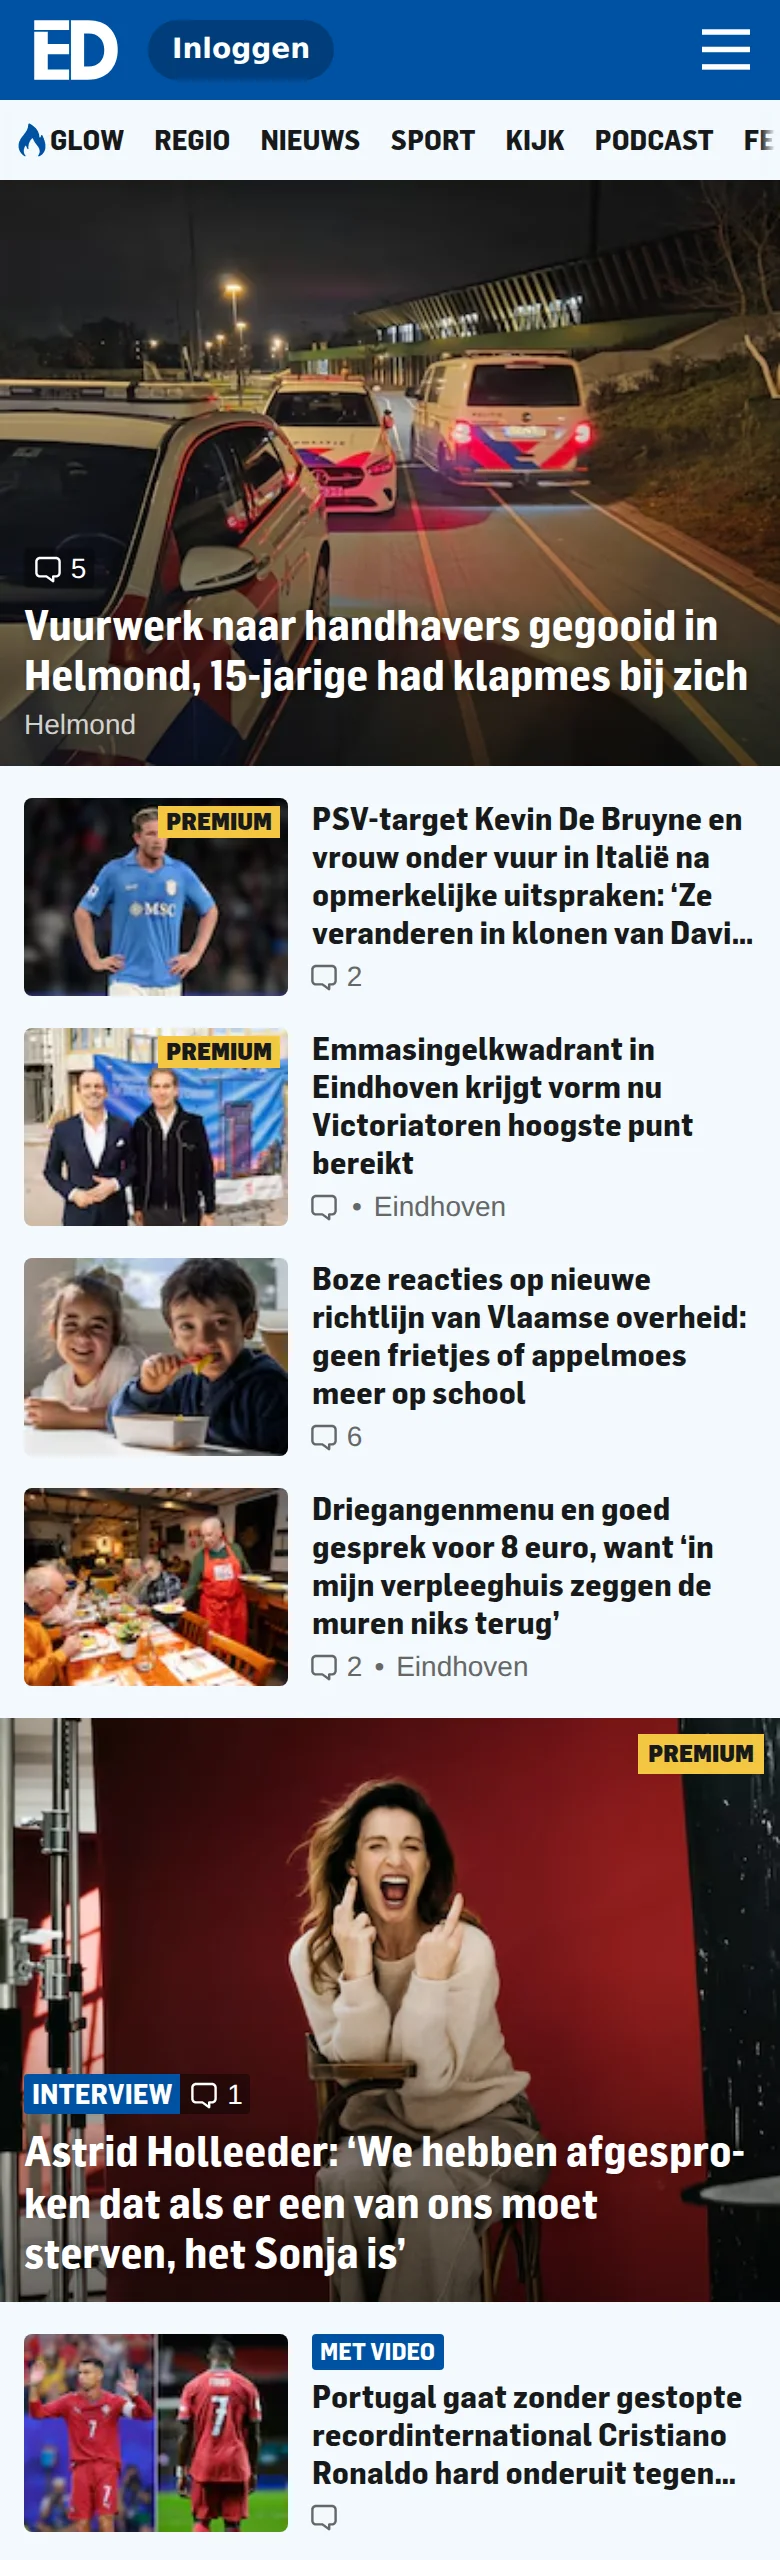 ED
Inloggen
GLOW REGIO NIEUWS SPORT KIJK PODCAST FE
5
Vuurwerk naar handhavers gegooid in
Helmond, 15-jarige had klapmes bij zich
Helmond
PREMIUM
MSC
PSV-target Kevin De Bruyne en
vrouw onder vuur in Italië na
opmerkelijke uitspraken: ‘Ze
veranderen in klonen van Davi...
2
PREMIUM
Emmasingelkwadrant in
Eindhoven krijgt vorm nu
Victoriatoren hoogste punt
bereikt
• Eindhoven
Boze reacties op nieuwe
richtlijn van Vlaamse overheid:
geen frietjes of appelmoes
meer op school
6
Driegangenmenu en goed
gesprek voor 8 euro, want ‘in
mijn verpleeghuis zeggen de
muren niks terug’
2 • Eindhoven
PREMIUM
INTERVIEW 1
Astrid Holleeder: ‘We hebben afgespro-
ken dat als er een van ons moet
sterven, het Sonja is’
7
7
7
MET VIDEO
Portugal gaat zonder gestopte
recordinternational Cristiano
Ronaldo hard onderuit tegen...